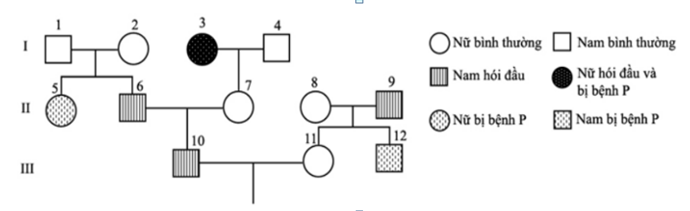 1 2 3 4
I
Nữ bình thường
Nam bình thường
5 6 7 8 9
II
Nam hói đầu
Nữ hói đầu và
bị bệnh P
10 11 12
III
Nữ bị bệnh P
Nam bị bệnh P